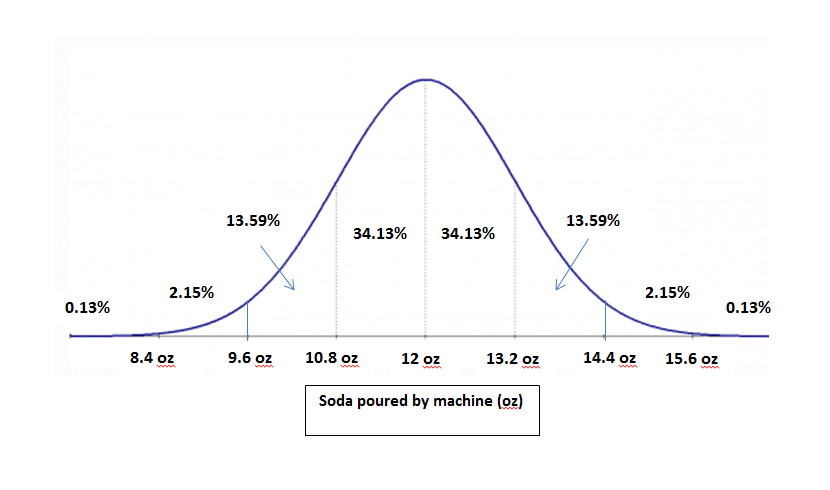 13.59% 13.59%
34.13% 34.13%
2.15% 2.15%
0.13% 0.13%
8.4 oz 9.6 oz 10.8 oz 12 oz 13.2 oz 14.4 oz 15.6 oz
Soda poured by machine (oz)